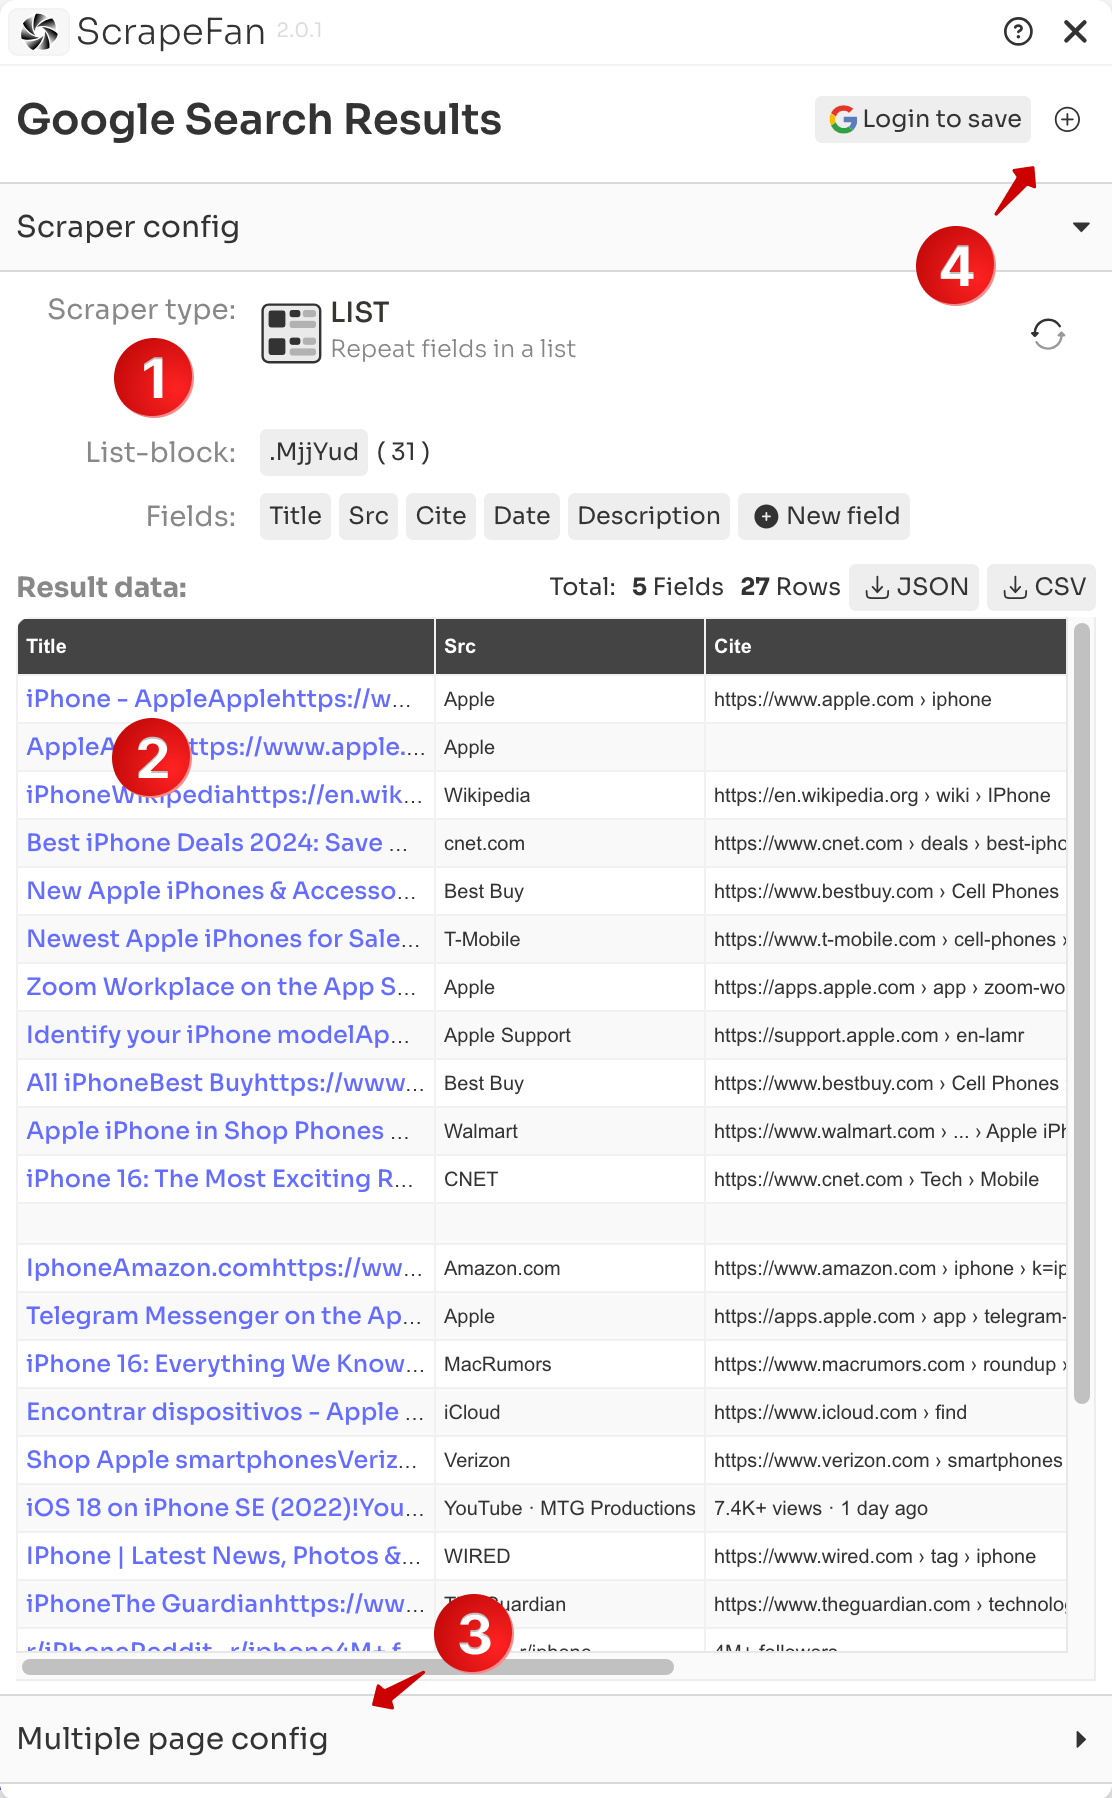 ScrapeFan 2.0.1
Google Search Results
Login to save
4
Scraper config
Scraper type:
LIST
Repeat fields in a list
1
List-block: .MjjYud ( 31 )
Fields: Title Src Cite Date Description New field
Result data: Total: 5 Fields 27 Rows JSON CSV
Title Src Cite
iPhone - AppleApplehttps://w... Apple https://www.apple.com › iphone
2
https://www.apple.... Apple
iPhoneWikipediahttps://en.wik... Wikipedia https://en.wikipedia.org › wiki › IPhone
Best iPhone Deals 2024: Save ... cnet.com https://www.cnet.com › deals › best-ipho
New Apple iPhones & Accesso... Best Buy https://www.bestbuy.com › Cell Phones
Newest Apple iPhones for Sale... T-Mobile https://www.t-mobile.com › cell-phones ›
Zoom Workplace on the App S... Apple https://apps.apple.com › app › zoom-wo
Identify your iPhone modelAp... Apple Support https://support.apple.com › en-lamr
All iPhoneBest Buyhttps://www... Best Buy https://www.bestbuy.com › Cell Phones
Apple iPhone in Shop Phones ... Walmart https://www.walmart.com › ... › Apple iPh
iPhone 16: The Most Exciting R... CNET https://www.cnet.com › Tech › Mobile
IphoneAmazon.comhttps://ww... Amazon.com https://www.amazon.com › iphone › k=ip
Telegram Messenger on the Ap... Apple https://apps.apple.com › app › telegram-
iPhone 16: Everything We Know... MacRumors https://www.macrumors.com › roundup ›
Encontrar dispositivos - Apple ... iCloud https://www.icloud.com › find
Shop Apple smartphonesVeriz... Verizon https://www.verizon.com › smartphones
iOS 18 on iPhone SE (2022)!You... YouTube · MTG Productions 7.4K+ views · 1 day ago
IPhone | Latest News, Photos &... WIRED https://www.wired.com › tag › iphone
iPhoneThe Guardianhttps://ww... The Guardian https://www.theguardian.com › technolo
3
r/iPhoneReddit · r/iphone4M+ f... r/iphone 4M+ followers
Multiple page config